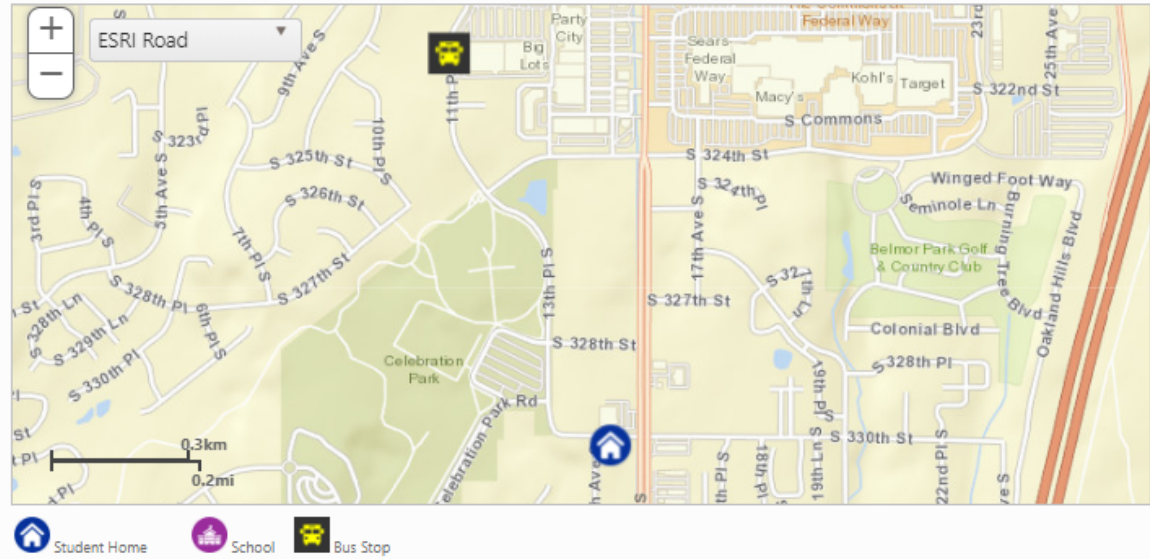 +
−
ESRI Road
9th Ave S
11th P
Party
City
Big
Lots
Federal Way
23rd
25th Ave S
Sears
Federal
Way
Macy's
Kohl's
Target
S 322nd St
S Commons
S 323rd Pl
5th Ave S
10th Pl S
S 325th St
S 326th St
S 324th St
Winged Foot Way
Seminole Ln
Burning Tree Blvd
Oakland Hills Blvd
3rd Pl S
4th Pl S
7th Pl S
S 327th St
13th Pl S
17th Ave S
Belmor Park Golf
& Country Club
S 328th Pl
S 327th St
Colonial Blvd
S 328th Ln
S 329th Ln
6th Pl S
S 330th Pl
Celebration
Park
S 328th St
S 328th Pl
19th Pl S
Celebration Park Rd
S 330th St
St
0.3km
0.2mi
18th Pl
19th Ln S
22nd Pl S
Student Home
School
Bus Stop